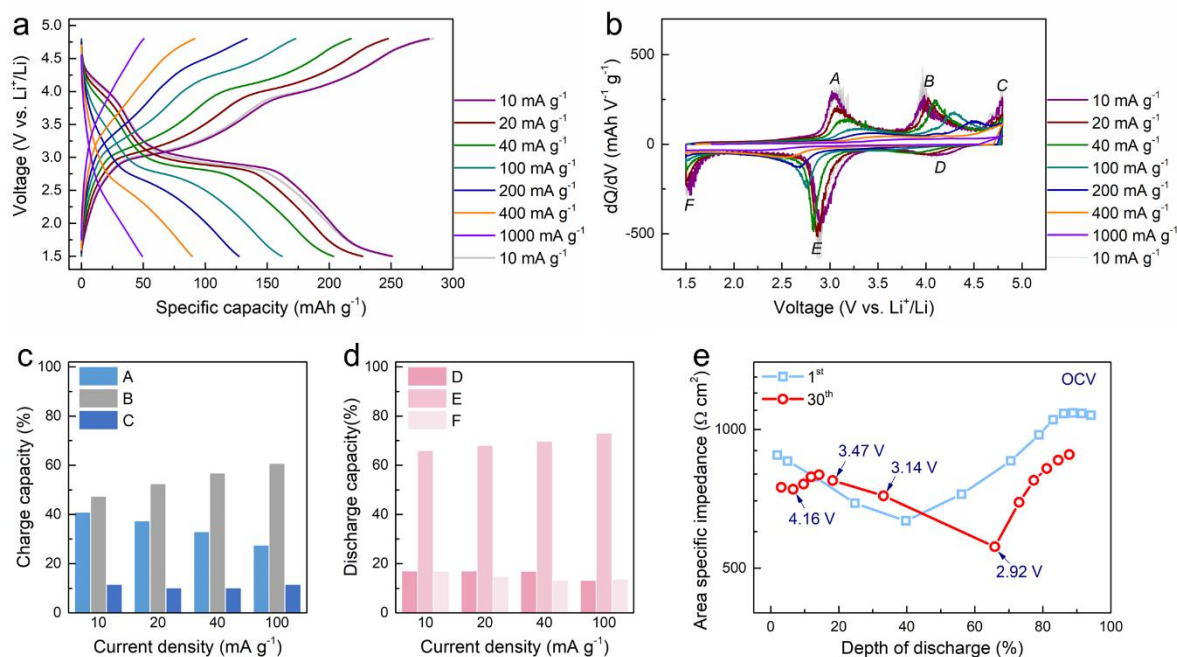 a
5.0
4.5
4.0
3.5
3.0
2.5
2.0
1.5
0 50 100 150 200 250 300
Voltage (V vs. Li⁺/Li)
Specific capacity (mAh g⁻¹)
10 mA g⁻¹
20 mA g⁻¹
40 mA g⁻¹
100 mA g⁻¹
200 mA g⁻¹
400 mA g⁻¹
1000 mA g⁻¹
10 mA g⁻¹
b
500
0
-500
1.5 2.0 2.5 3.0 3.5 4.0 4.5 5.0
dQ/dV (mAh V⁻¹ g⁻¹)
Voltage (V vs. Li⁺/Li)
A
B
C
D
E
F
10 mA g⁻¹
20 mA g⁻¹
40 mA g⁻¹
100 mA g⁻¹
200 mA g⁻¹
400 mA g⁻¹
1000 mA g⁻¹
10 mA g⁻¹
c
100
80
60
40
20
0
10 20 40 100
Charge capacity (%)
Current density (mA g⁻¹)
A
B
C
d
100
80
60
40
20
0
10 20 40 100
Discharge capacity(%)
Current density (mA g⁻¹)
D
E
F
e
1000
500
0 20 40 60 80 100
Area specific impedance (Ω cm²)
Depth of discharge (%)
1ˢᵗ
30ᵗʰ
OCV
3.47 V
3.14 V
4.16 V
2.92 V